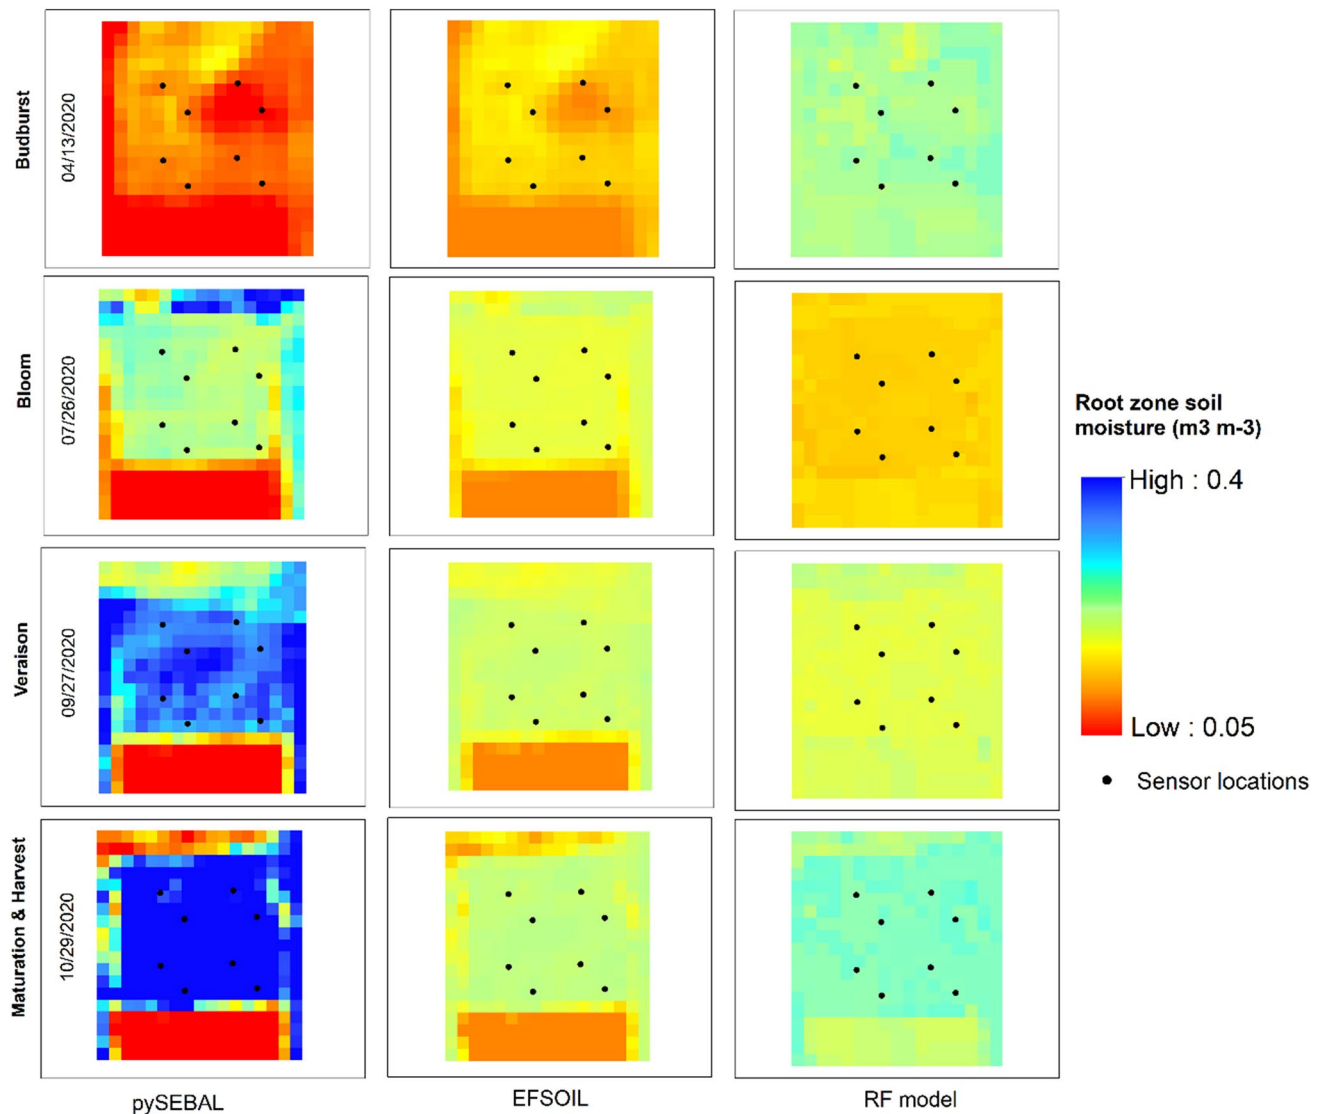 Budburst
04/13/2020
Bloom
07/26/2020
Veraison
09/27/2020
Maturation & Harvest
10/29/2020
pySEBAL
EFSOIL
RF model
Root zone soil
moisture (m3 m-3)
High : 0.4
Low : 0.05
Sensor locations